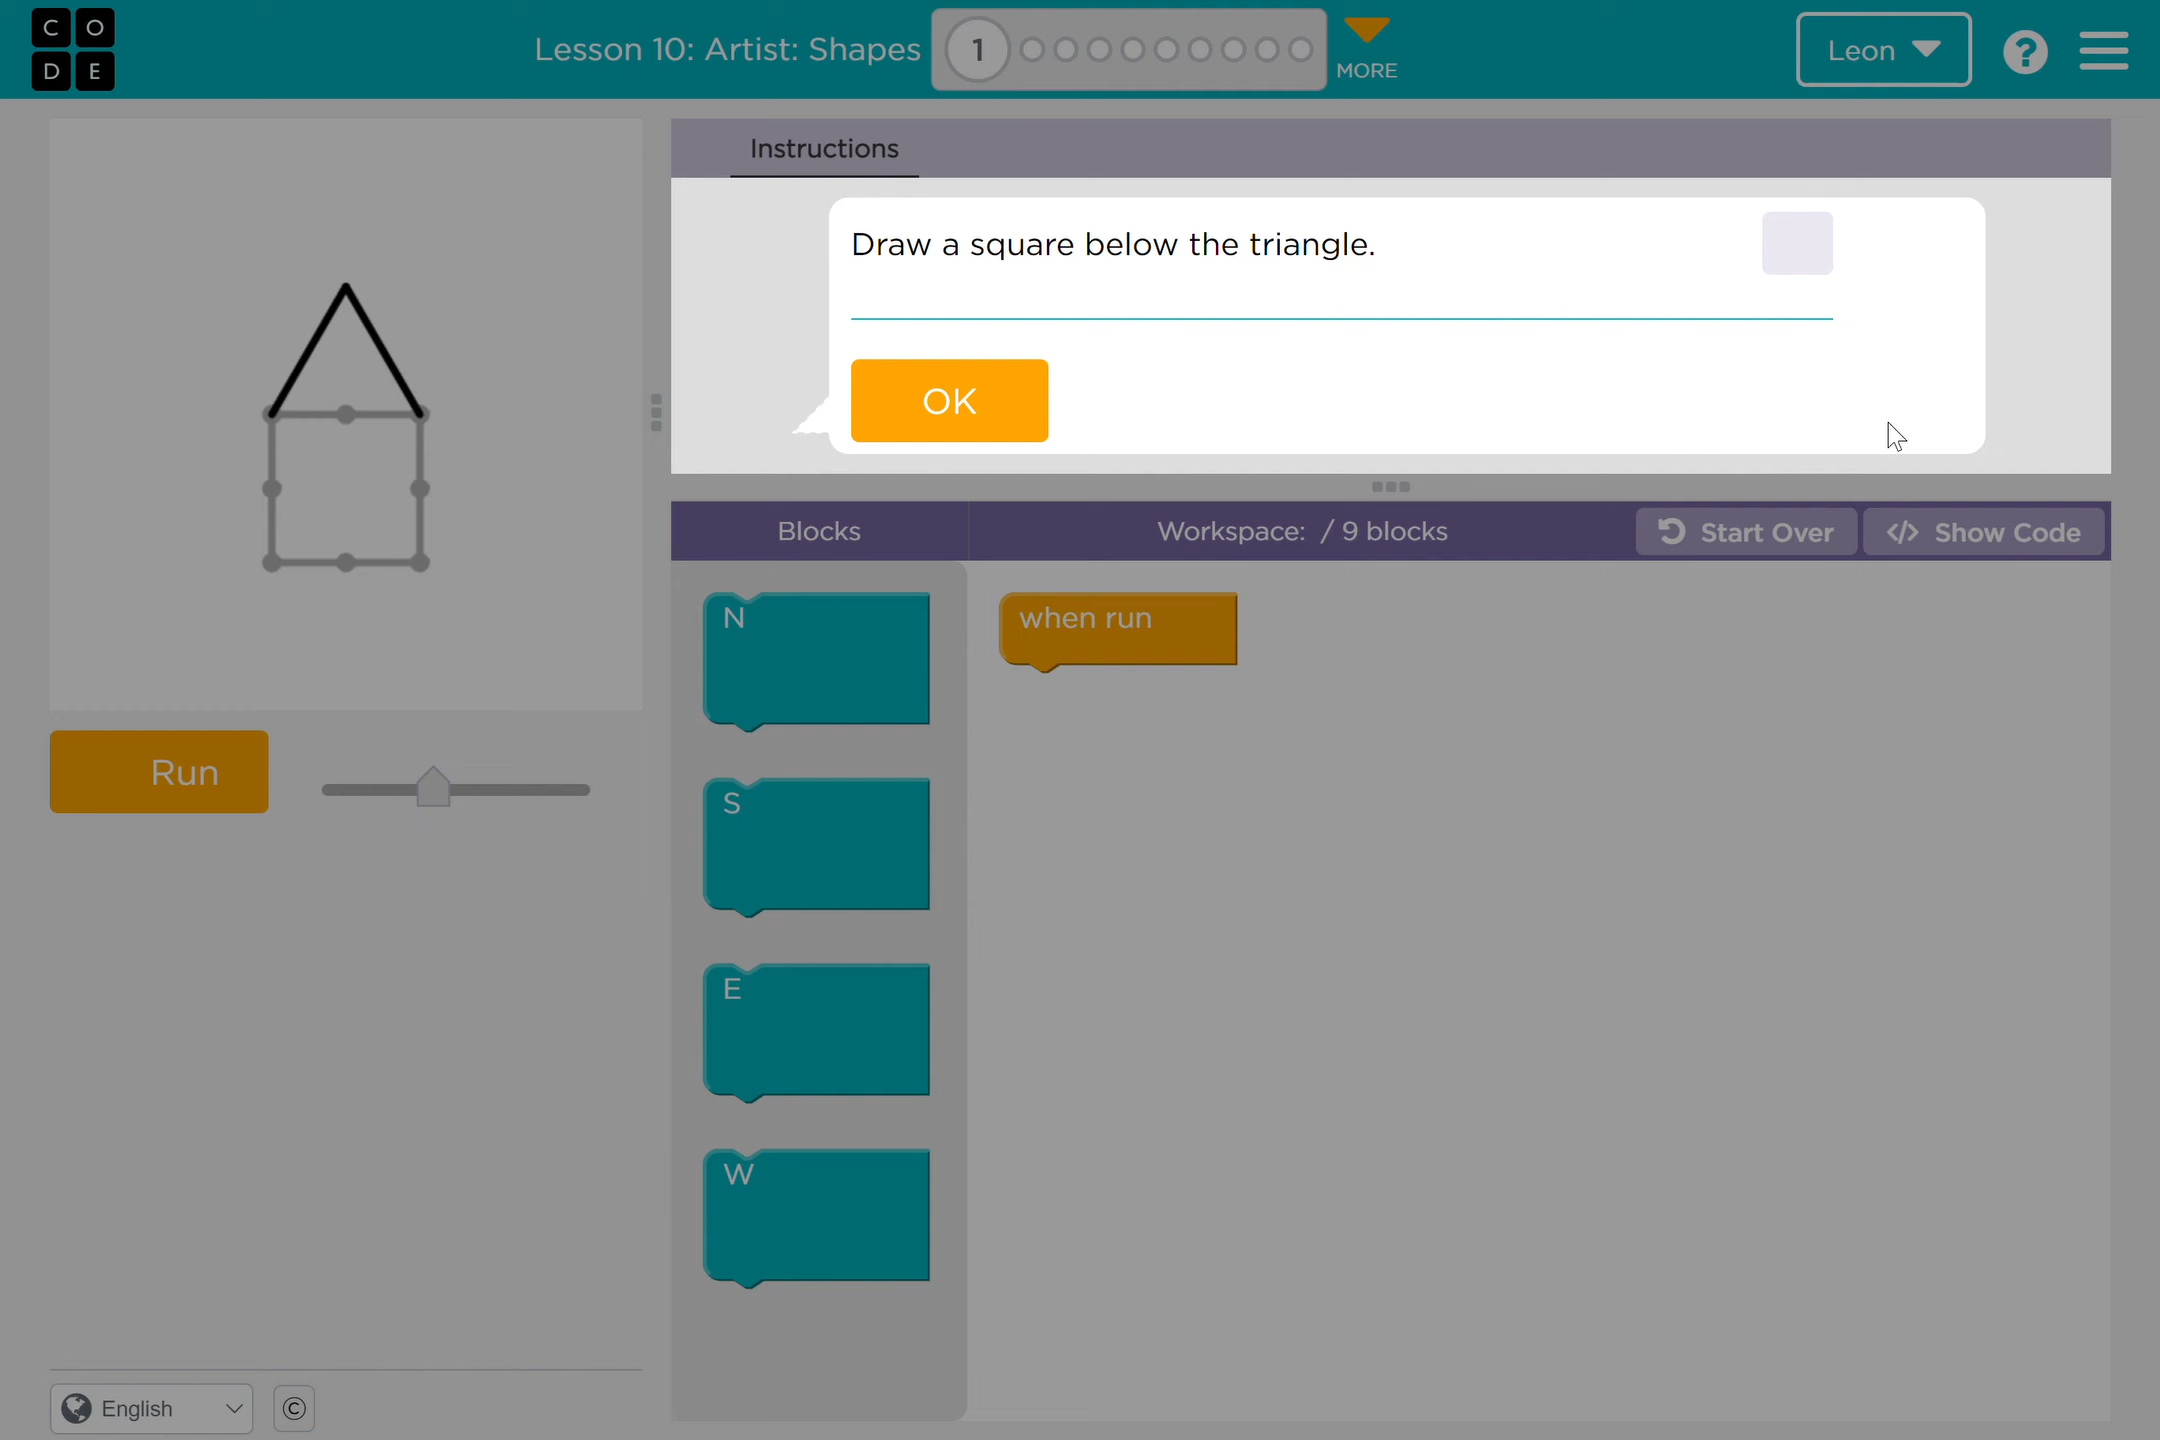 C O
D E
Lesson 10: Artist: Shapes
1
MORE
Leon
?
Instructions
Draw a square below the triangle.
OK
Blocks
Workspace: / 9 blocks
Start Over
</> Show Code
N
when run
S
E
W
Run
English
©